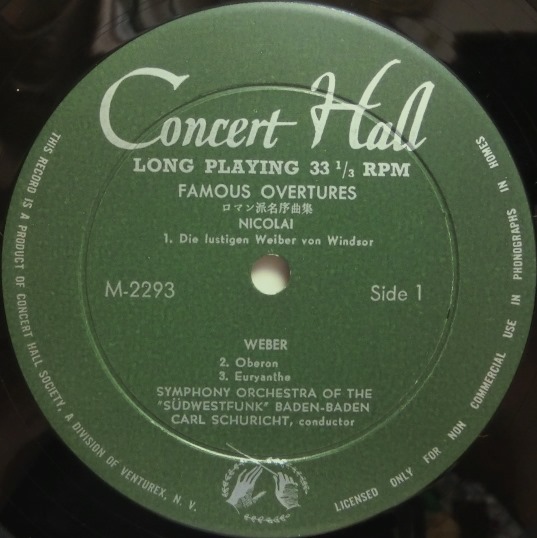 Concert Hall
LONG PLAYING 33 1/3 RPM
FAMOUS OVERTURES
ロマン派名序曲集
NICOLAI
1. Die lustigen Weiber von Windsor
M-2293
Side 1
WEBER
2. Oberon
3. Euryanthe
SYMPHONY ORCHESTRA OF THE
"SÜDWESTFUNK" BADEN-BADEN
CARL SCHURICHT, conductor
THIS RECORD IS A PRODUCT OF CONCERT HALL SOCIETY, A DIVISION OF VENTUREX, N. V.
LICENSED ONLY FOR NON COMMERCIAL USE IN PHONOGRAPHS IN HOMES